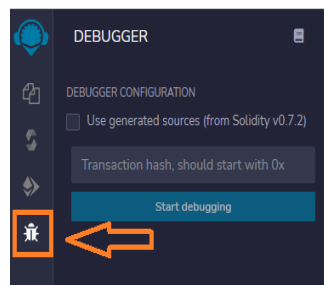 DEBUGGER
DEBUGGER CONFIGURATION
Use generated sources (from Solidity v0.7.2)
Transaction hash, should start with 0x
Start debugging